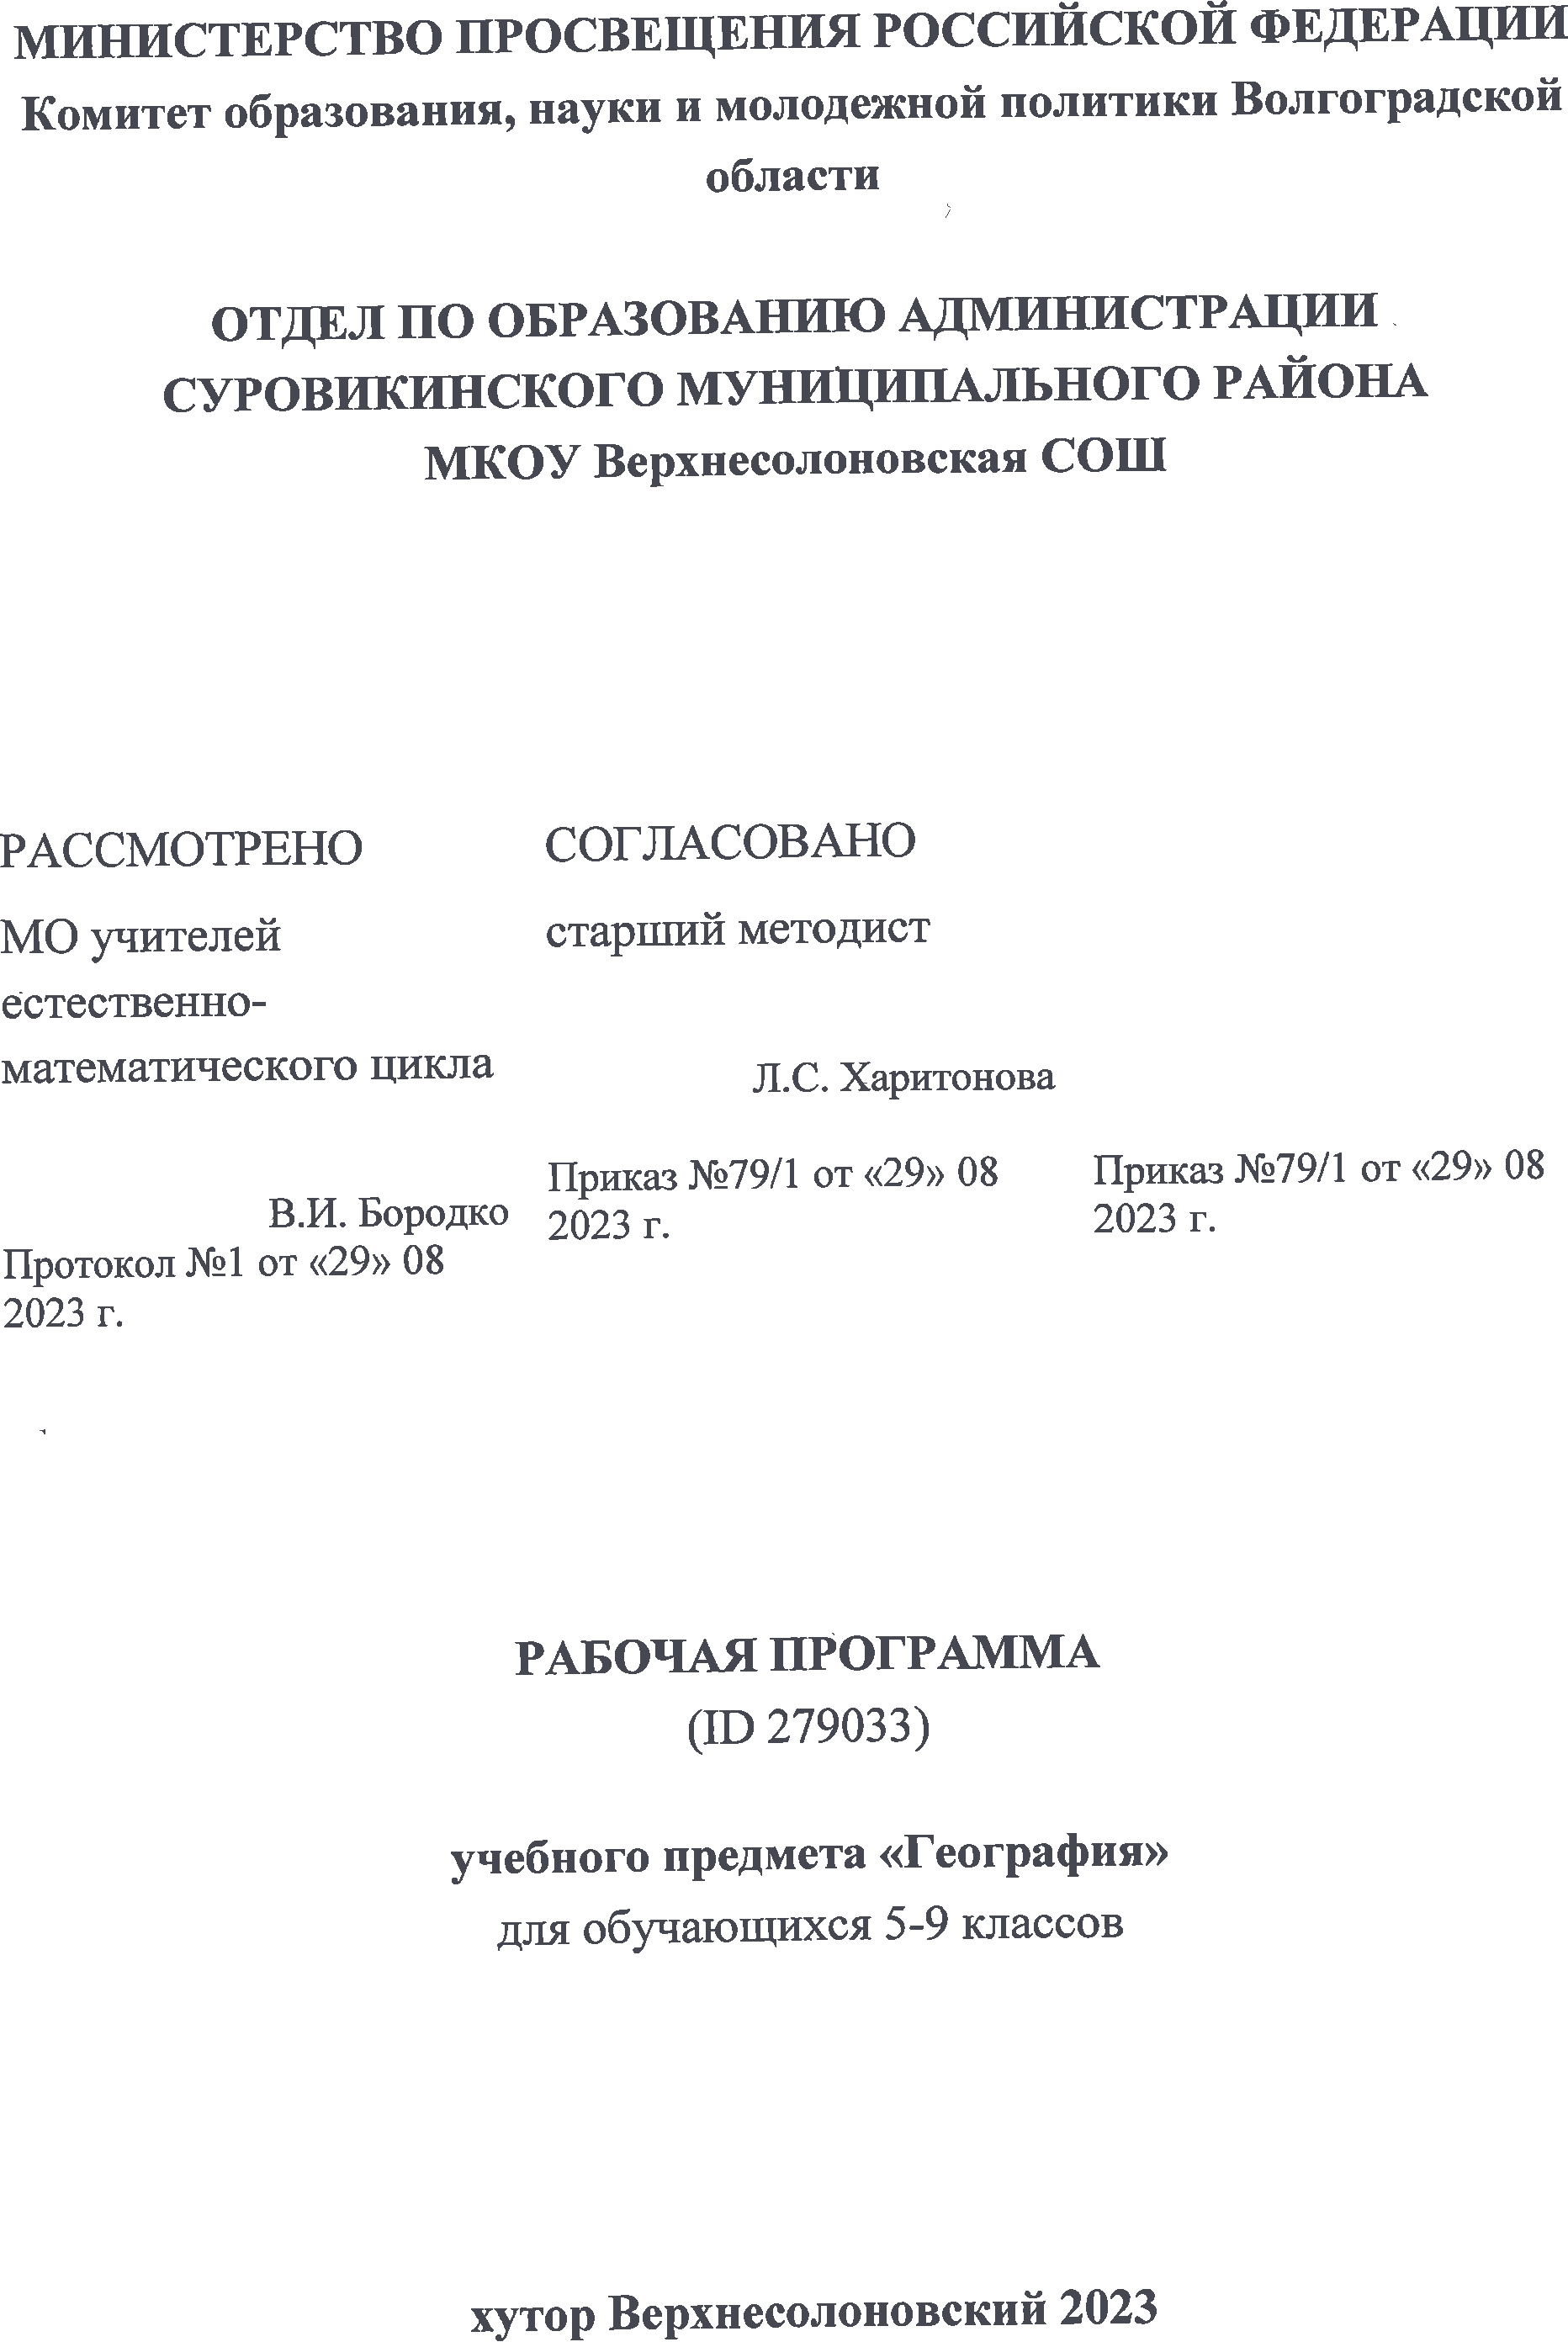 МИНИСТЕРСТВО ПРОСВЕЩЕНИЯ РОССИЙСКОЙ ФЕДЕРАЦИИ
Комитет образования, науки и молодежной политики Волгоградской
области
ОТДЕЛ ПО ОБРАЗОВАНИЮ АДМИНИСТРАЦИИ
СУРОВИКИНСКОГО МУНИЦИПАЛЬНОГО РАЙОНА
МКОУ Верхнесолоновская СОШ
РАССМОТРЕНО
МО учителей
естественно-
математического цикла
В.И. Бородко
Протокол №1 от «29» 08
2023 г.
СОГЛАСОВАНО
старший методист
Л.С. Харитонова
Приказ №79/1 от «29» 08
2023 г.
Приказ №79/1 от «29» 08
2023 г.
РАБОЧАЯ ПРОГРАММА
(ID 279033)
учебного предмета «География»
для обучающихся 5-9 классов
хутор Верхнесолоновский 2023